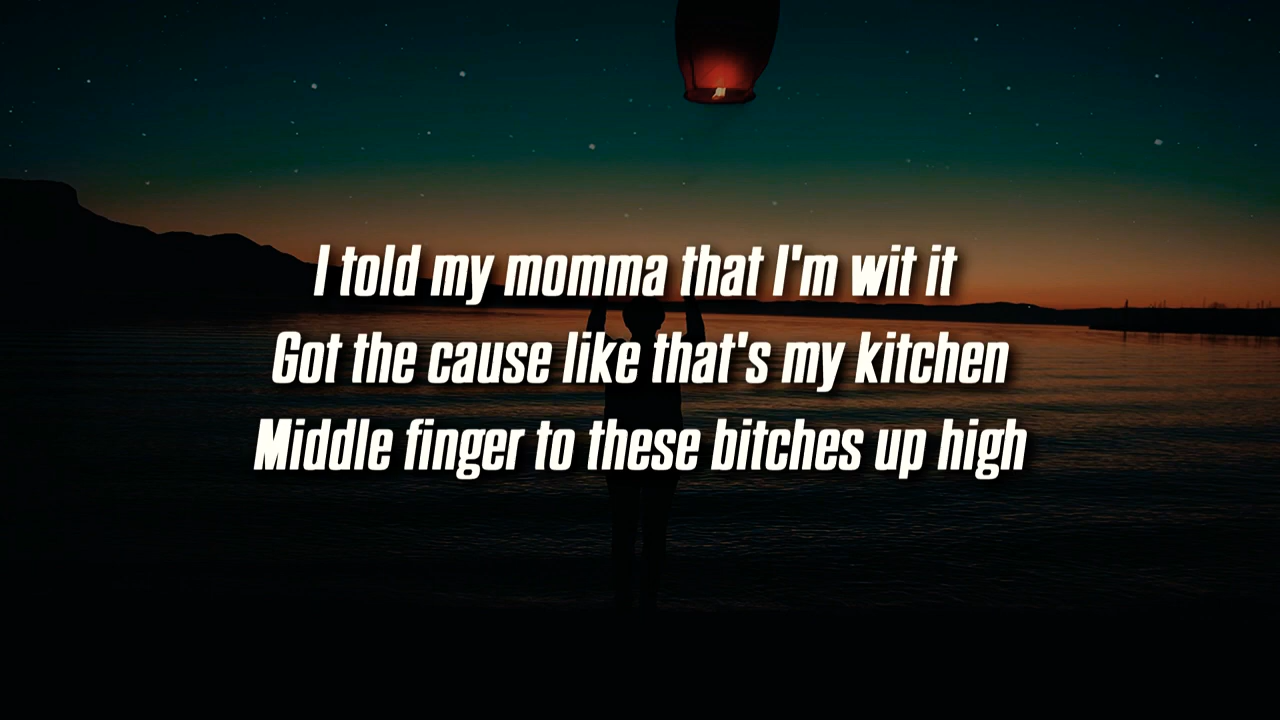 I told my momma that I'm wit it
Got the cause like that's my kitchen
Middle finger to these bitches up high